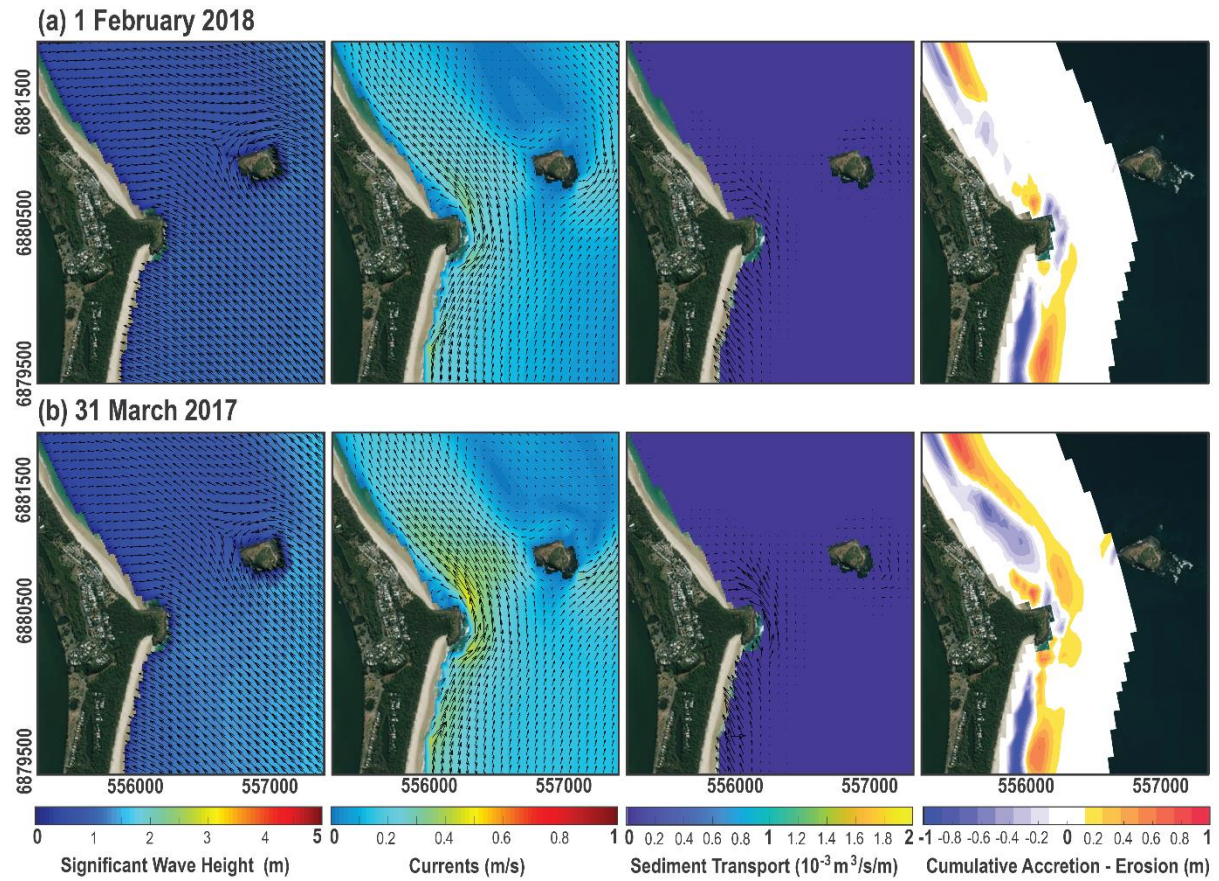 (a) 1 February 2018
6881500
6880500
6879500
(b) 31 March 2017
6881500
6880500
6879500
556000 557000 556000 557000 556000 557000 556000 557000
0 1 2 3 4 5 0 0.2 0.4 0.6 0.8 1 0 0.2 0.4 0.6 0.8 1 1.2 1.4 1.6 1.8 2 -1 -0.8 -0.6 -0.4 -0.2 0 0.2 0.4 0.6 0.8 1
Significant Wave Height (m) Currents (m/s) Sediment Transport (10⁻³ m³/s/m) Cumulative Accretion - Erosion (m)